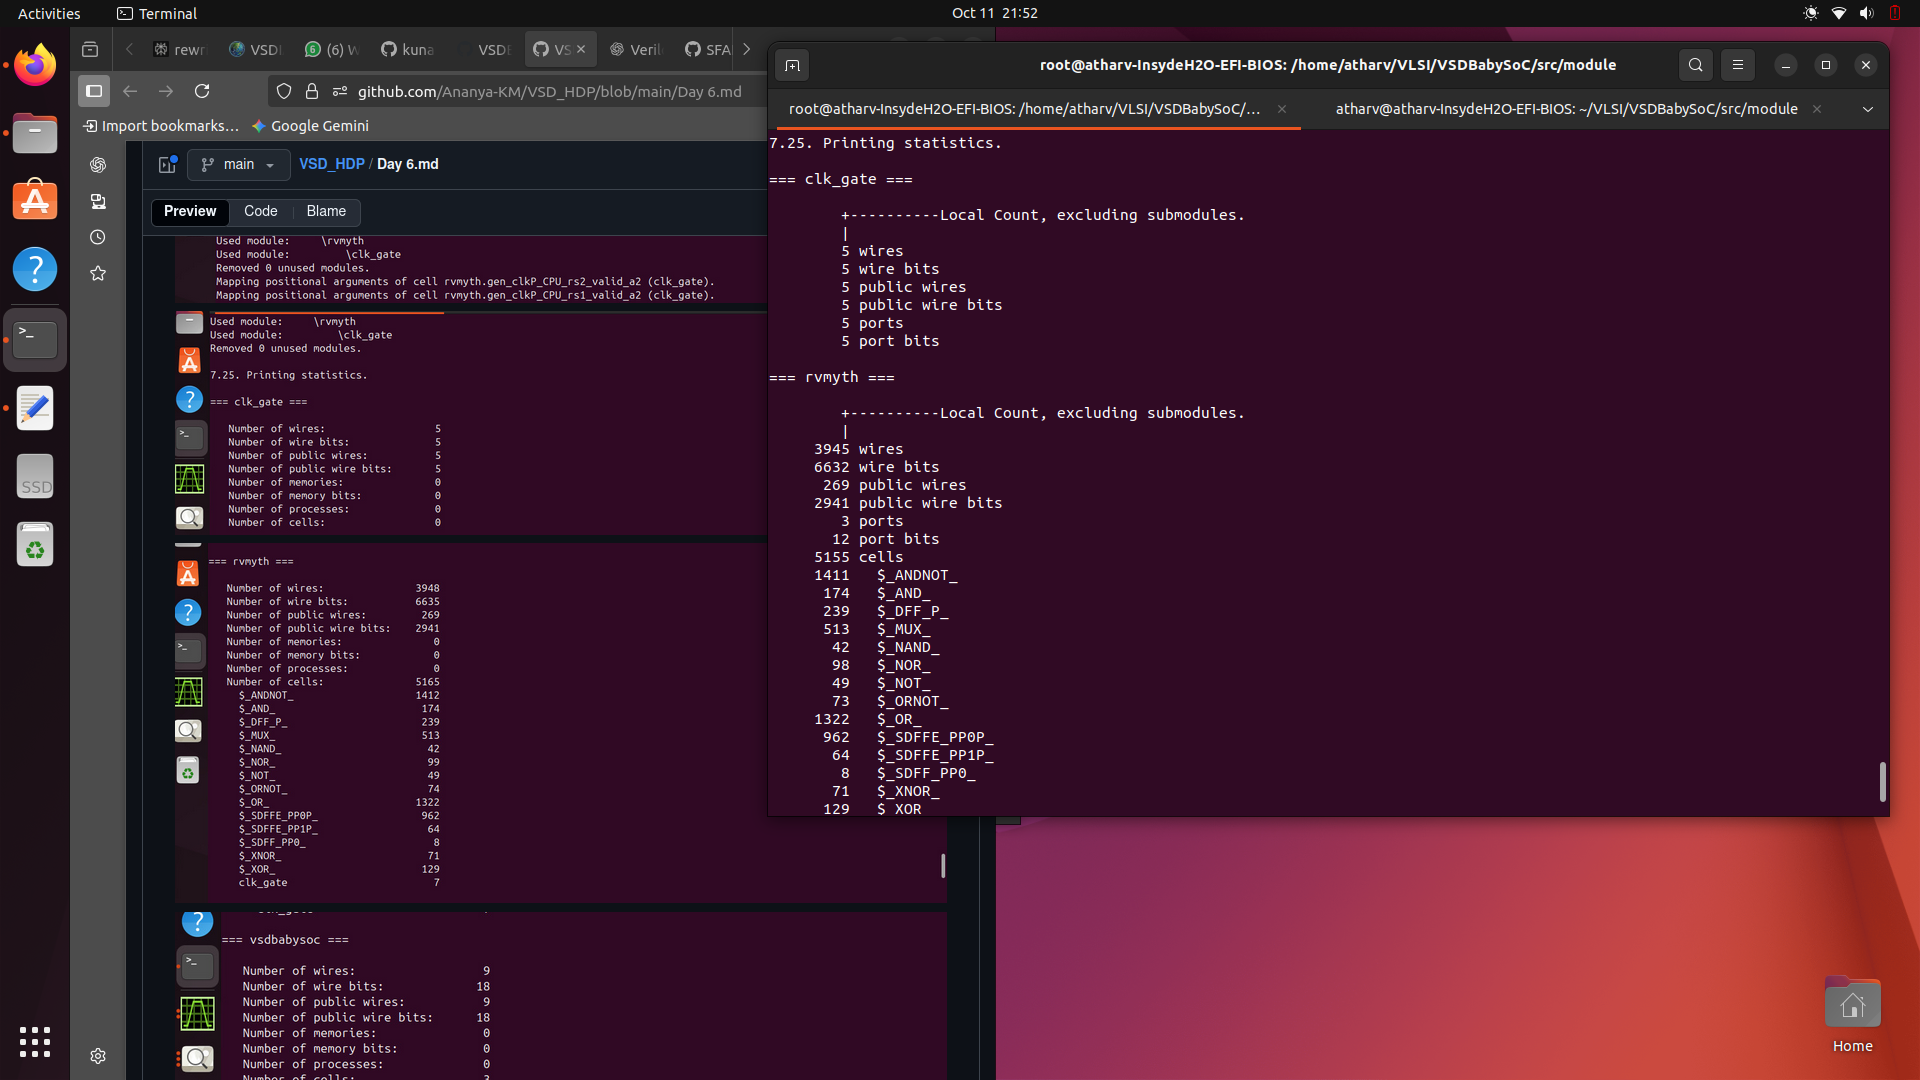 Activities
Terminal
Oct 11  21:52
rewr
VSDI
(6) W
kuna
VSDE
VS
Veril
SFA
github.com/Ananya-KM/VSD_HDP/blob/main/Day 6.md
Import bookmarks…
Google Gemini
main
VSD_HDP / Day 6.md
Preview
Code
Blame
Used module:     \rvmyth
Used module:         \clk_gate
Removed 0 unused modules.
Mapping positional arguments of cell rvmyth.gen_clkP_CPU_rs2_valid_a2 (clk_gate).
Mapping positional arguments of cell rvmyth.gen_clkP_CPU_rs1_valid_a2 (clk_gate).
Used module:     \rvmyth
Used module:         \clk_gate
Removed 0 unused modules.
7.25. Printing statistics.
=== clk_gate ===
Number of wires: 5
Number of wire bits: 5
Number of public wires: 5
Number of public wire bits: 5
Number of memories: 0
Number of memory bits: 0
Number of processes: 0
Number of cells: 0
=== rvmyth ===
Number of wires: 3948
Number of wire bits: 6635
Number of public wires: 269
Number of public wire bits: 2941
Number of memories: 0
Number of memory bits: 0
Number of processes: 0
Number of cells: 5165
$_ANDNOT_ 1412
$_AND_ 174
$_DFF_P_ 239
$_MUX_ 513
$_NAND_ 42
$_NOR_ 99
$_NOT_ 49
$_ORNOT_ 74
$_OR_ 1322
$_SDFFE_PP0P_ 962
$_SDFFE_PP1P_ 64
$_SDFF_PP0_ 8
$_XNOR_ 71
$_XOR_ 129
clk_gate 7
=== vsdbabysoc ===
Number of wires: 9
Number of wire bits: 18
Number of public wires: 9
Number of public wire bits: 18
Number of memories: 0
Number of memory bits: 0
Number of processes: 0
Number of cells: 3
root@atharv-InsydeH2O-EFI-BIOS: /home/atharv/VLSI/VSDBabySoC/src/module
root@atharv-InsydeH2O-EFI-BIOS: /home/atharv/VLSI/VSDBabySoC/…
atharv@atharv-InsydeH2O-EFI-BIOS: ~/VLSI/VSDBabySoC/src/module
7.25. Printing statistics.
=== clk_gate ===
+----------Local Count, excluding submodules.
|
5 wires
5 wire bits
5 public wires
5 public wire bits
5 ports
5 port bits
=== rvmyth ===
+----------Local Count, excluding submodules.
|
3945 wires
6632 wire bits
269 public wires
2941 public wire bits
3 ports
12 port bits
5155 cells
1411   $_ANDNOT_
174   $_AND_
239   $_DFF_P_
513   $_MUX_
42   $_NAND_
98   $_NOR_
49   $_NOT_
73   $_ORNOT_
1322   $_OR_
962   $_SDFFE_PP0P_
64   $_SDFFE_PP1P_
8   $_SDFF_PP0_
71   $_XNOR_
129   $_XOR_
SSD
Home